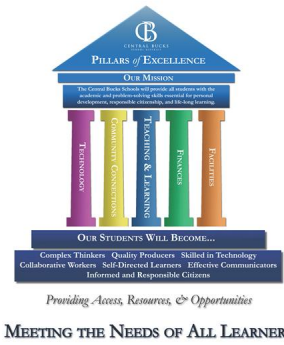 CB
CENTRAL BUCKS
PILLARS of EXCELLENCE
OUR MISSION
The Central Bucks Schools will provide all students with the
academic and problem-solving skills essential for personal
development, responsible citizenship, and life-long learning.
TECHNOLOGY
COMMUNITY CONNECTIONS
TEACHING & LEARNING
FINANCES
FACILITIES
OUR STUDENTS WILL BECOME...
Complex Thinkers Quality Producers Skilled in Technology
Collaborative Workers Self-Directed Learners Effective Communicators
Informed and Responsible Citizens
Providing Access, Resources, & Opportunities
MEETING THE NEEDS OF ALL LEARNER